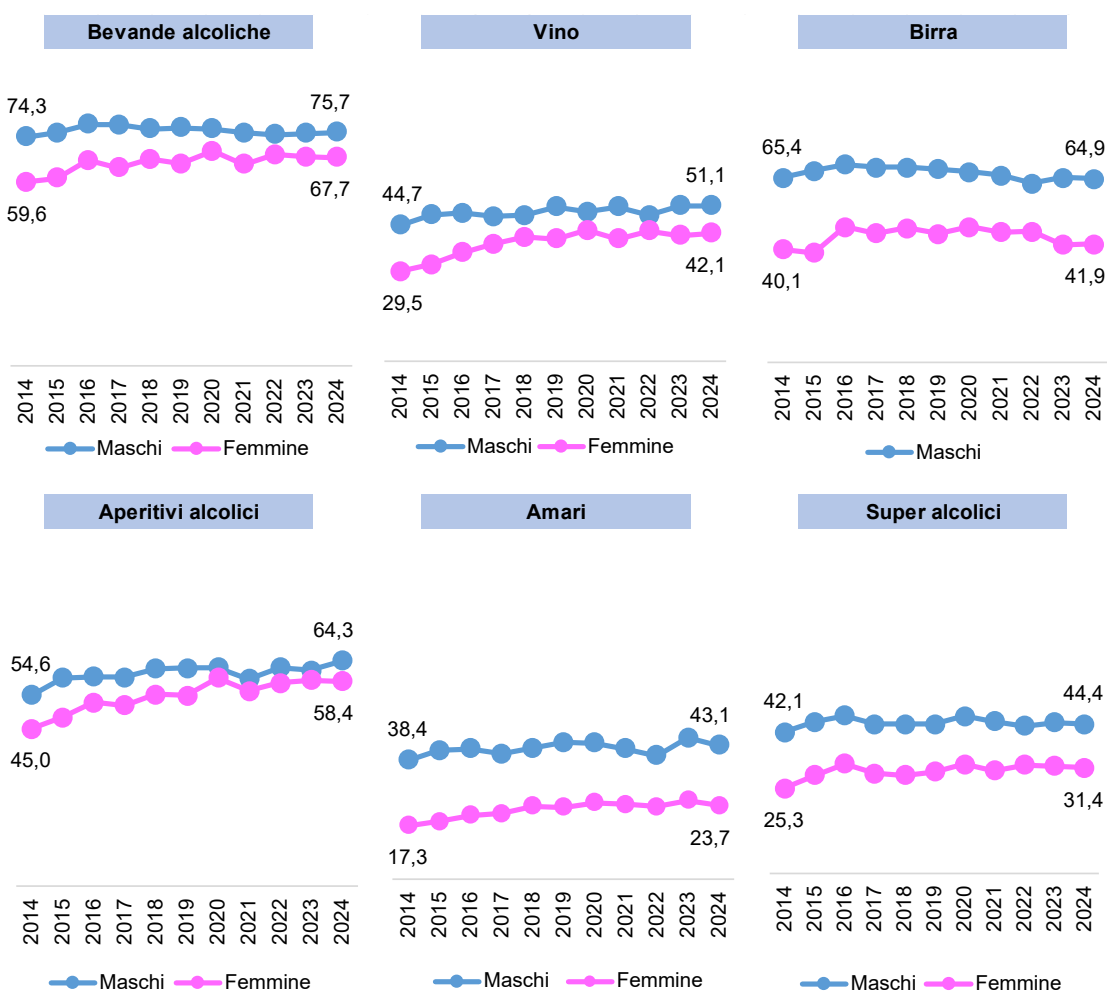 Bevande alcoliche
74,3
75,7
59,6
67,7
2014 2015 2016 2017 2018 2019 2020 2021 2022 2023 2024
Maschi Femmine
Vino
44,7
51,1
29,5
42,1
2014 2015 2016 2017 2018 2019 2020 2021 2022 2023 2024
Maschi Femmine
Birra
65,4
64,9
40,1
41,9
2014 2015 2016 2017 2018 2019 2020 2021 2022 2023 2024
Maschi
Aperitivi alcolici
54,6
64,3
45,0
58,4
2014 2015 2016 2017 2018 2019 2020 2021 2022 2023 2024
Maschi Femmine
Amari
38,4
43,1
17,3
23,7
2014 2015 2016 2017 2018 2019 2020 2021 2022 2023 2024
Maschi Femmine
Super alcolici
42,1
44,4
25,3
31,4
2014 2015 2016 2017 2018 2019 2020 2021 2022 2023 2024
Maschi Femmine